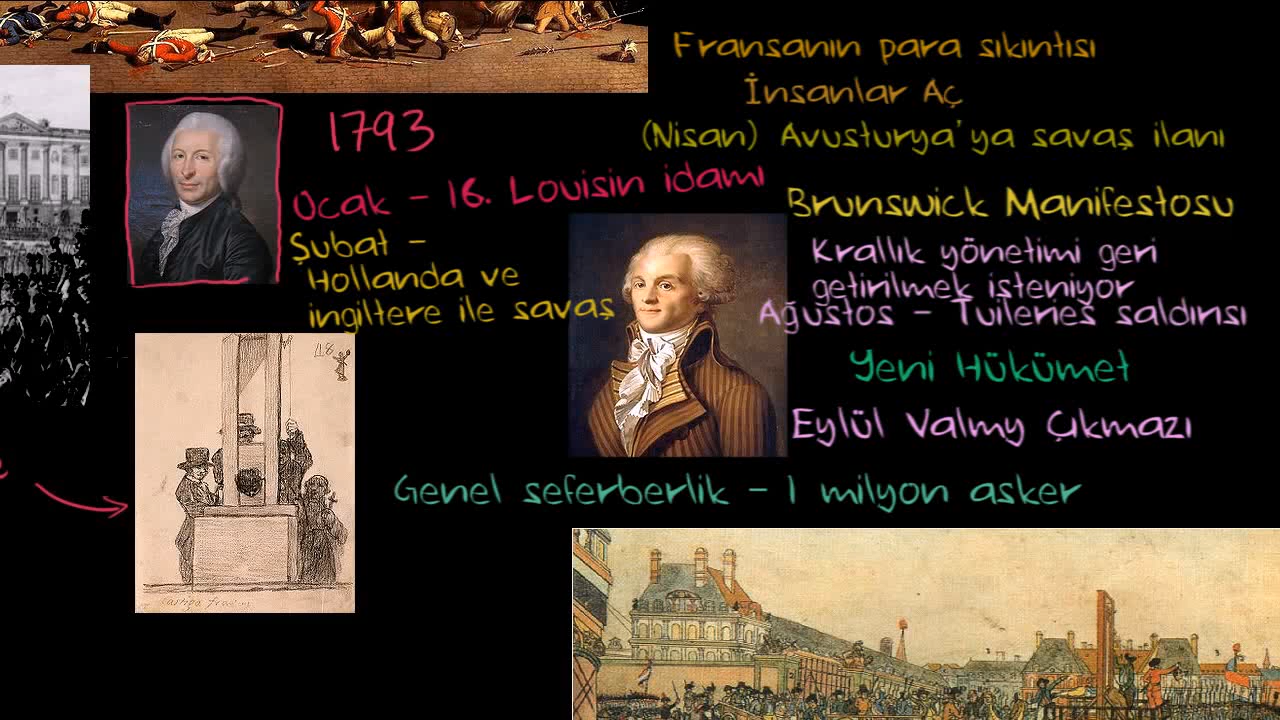 Fransanın para sıkıntısı
İnsanlar Aç
(Nisan) Avusturya'ya savaş ilanı
Brunswick Manifestosu
Krallık yönetimi geri
getirilmek isteniyor
Ağustos - Tuileries saldırısı
Yeni Hükümet
Eylül Valmy Çıkmazı
1793
Ocak - 16. Louisin idamı
Şubat -
Hollanda ve
ingiltere ile savaş
Genel seferberlik - 1 milyon asker